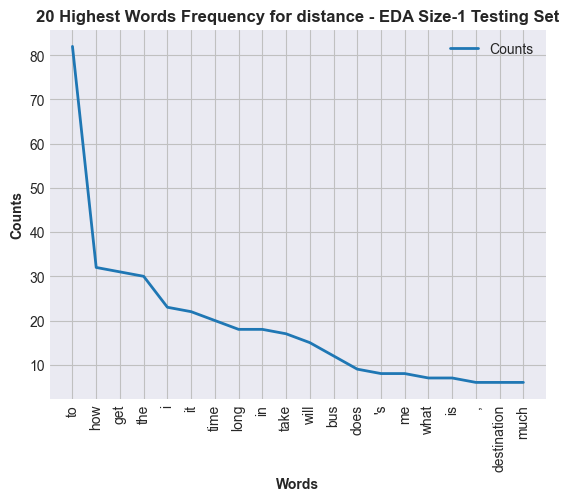 20 Highest Words Frequency for distance - EDA Size-1 Testing Set
Counts
Counts
80
70
60
50
40
30
20
10
to
how
get
the
i
it
time
long
in
take
will
bus
does
's
me
what
is
,
destination
much
Words